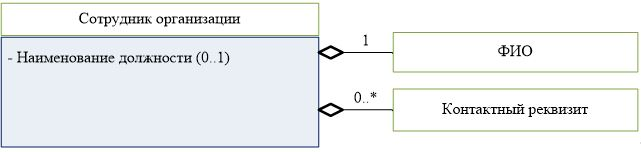 Сотрудник организации
- Наименование должности (0..1)
1
ФИО
0..*
Контактный реквизит